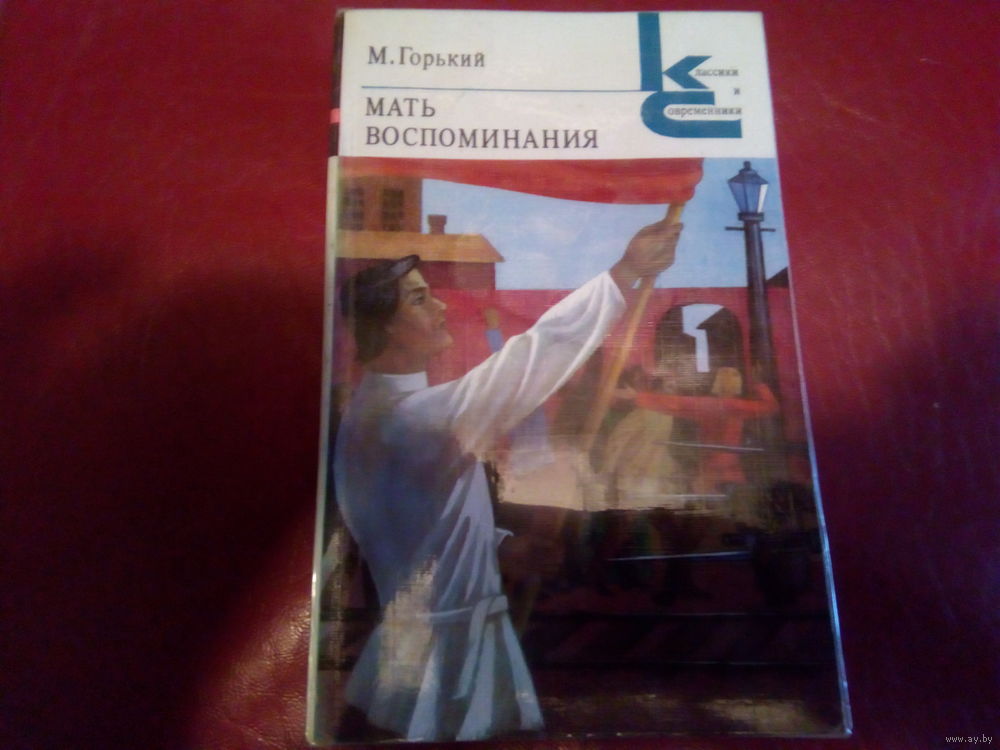 М. Горький
МАТЬ
ВОСПОМИНАНИЯ
Классики
и
Современники
www.ay.by